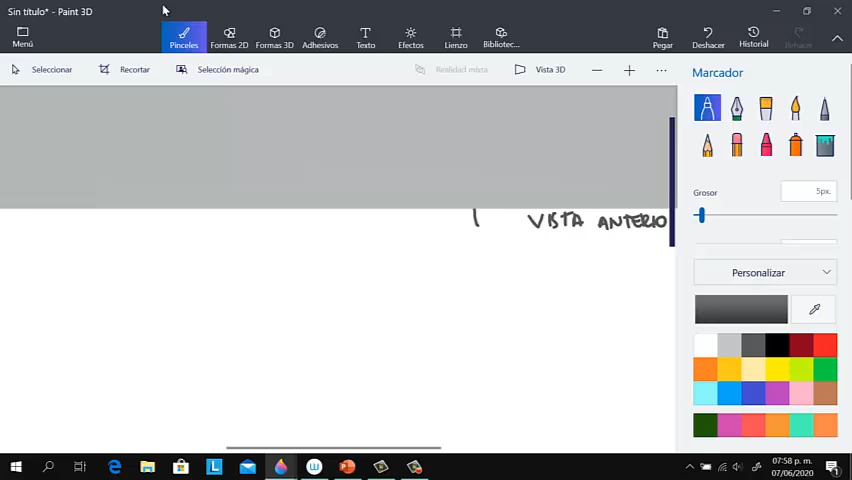 Sin título* - Paint 3D
Menú
Pinceles
Formas 2D
Formas 3D
Adhesivos
Texto
Efectos
Lienzo
Bibliotec...
Pegar
Deshacer
Historial
Rehacer
Seleccionar
Recortar
Selección mágica
Realidad mixta
Vista 3D
Marcador
Grosor
5px.
VISTA ANTERIO
Personalizar
07:58 p. m.
07/06/2020